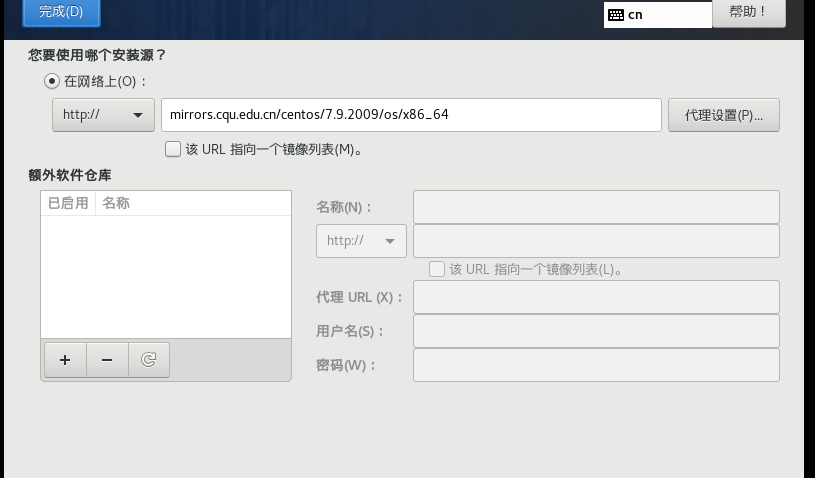 完成(D)
cn
帮助！
您要使用哪个安装源？
在网络上(O)：
http://
mirrors.cqu.edu.cn/centos/7.9.2009/os/x86_64
代理设置(P)...
该 URL 指向一个镜像列表(M)。
额外软件仓库
已启用 名称
名称(N)：
http://
该 URL 指向一个镜像列表(L)。
代理 URL (X)：
用户名(S)：
密码(W)：